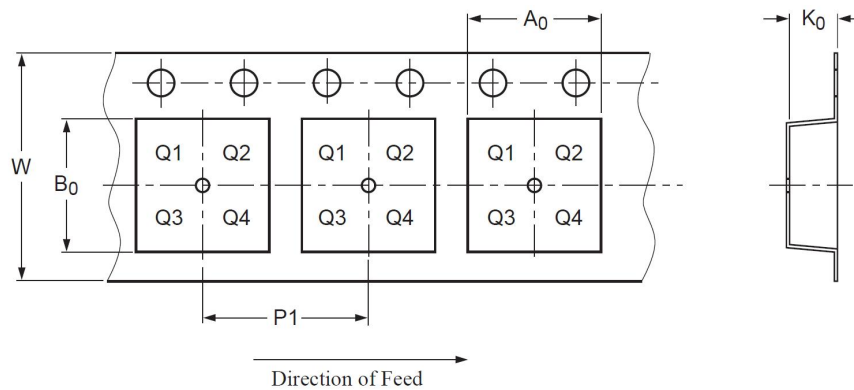 A0
K0
W
B0
Q1 Q2 Q1 Q2 Q1 Q2
Q3 Q4 Q3 Q4 Q3 Q4
P1
Direction of Feed